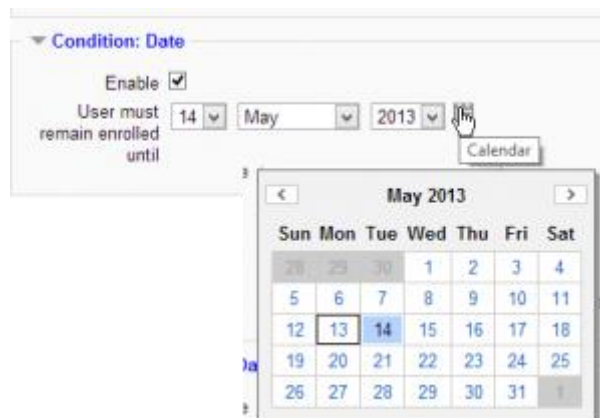 Condition: Date
Enable
User must
remain enrolled
until
14 May 2013
Calendar
May 2013
Sun Mon Tue Wed Thu Fri Sat
28 29 30 1 2 3 4
5 6 7 8 9 10 11
12 13 14 15 16 17 18
19 20 21 22 23 24 25
26 27 28 29 30 31 1